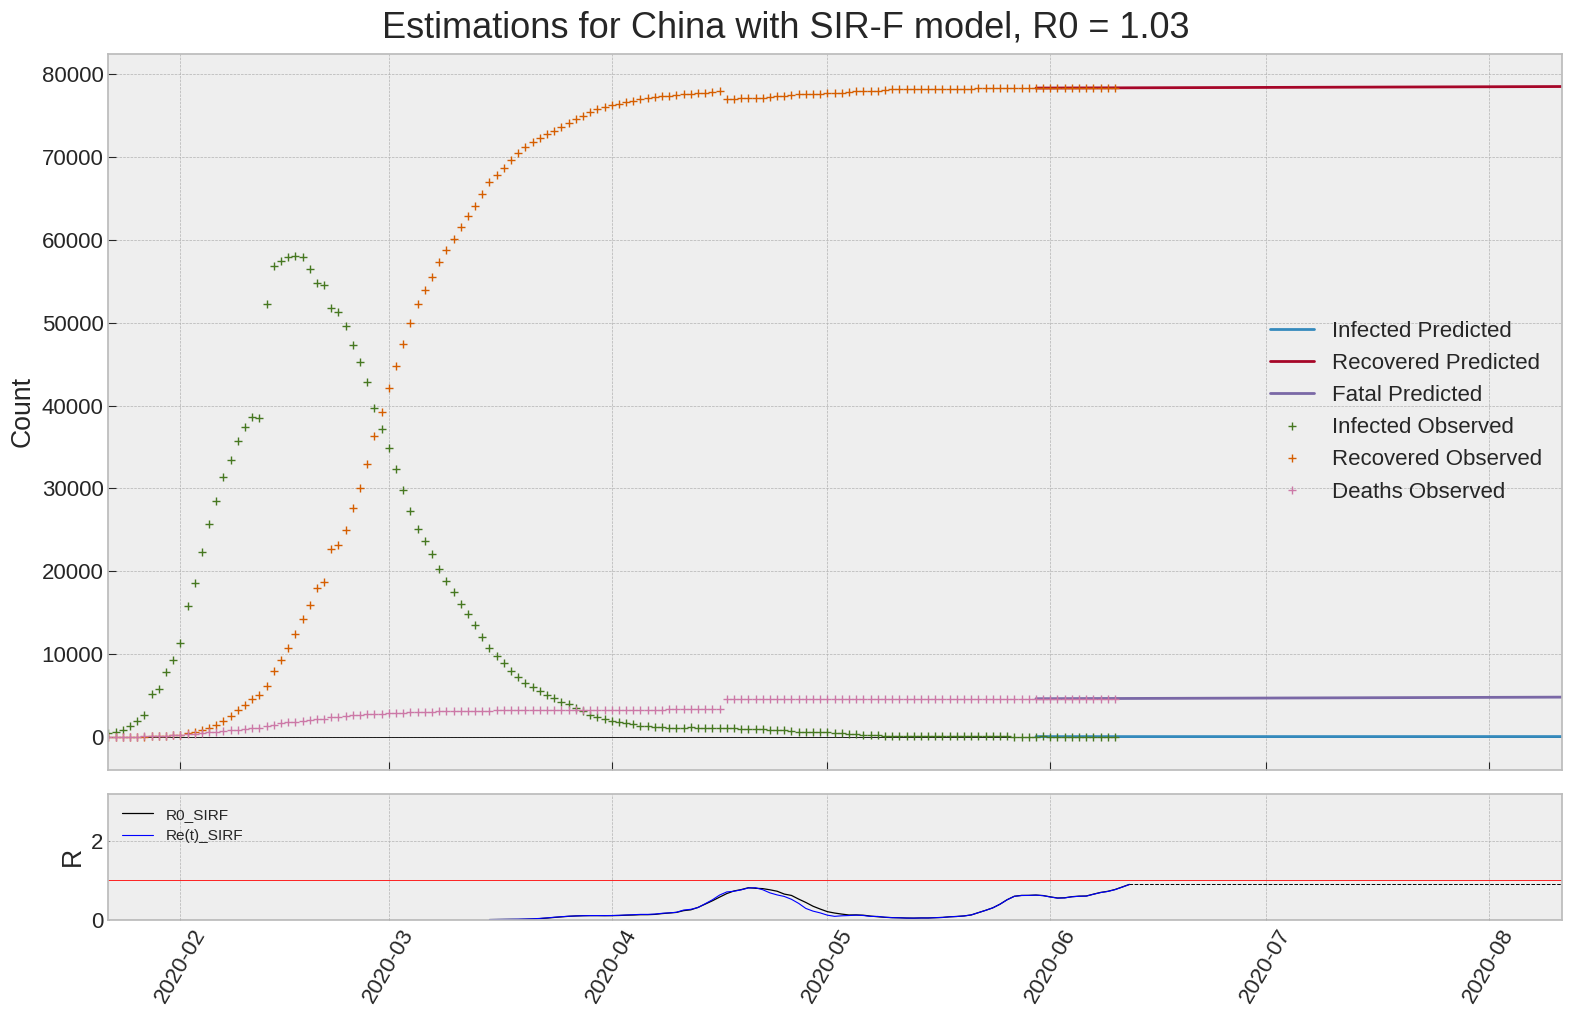 Estimations for China with SIR-F model, R0 = 1.03
80000
70000
60000
50000
40000
30000
20000
10000
0
Count
Infected Predicted
Recovered Predicted
Fatal Predicted
Infected Observed
Recovered Observed
Deaths Observed
R0_SIRF
Re(t)_SIRF
2
0
R
2020-02
2020-03
2020-04
2020-05
2020-06
2020-07
2020-08